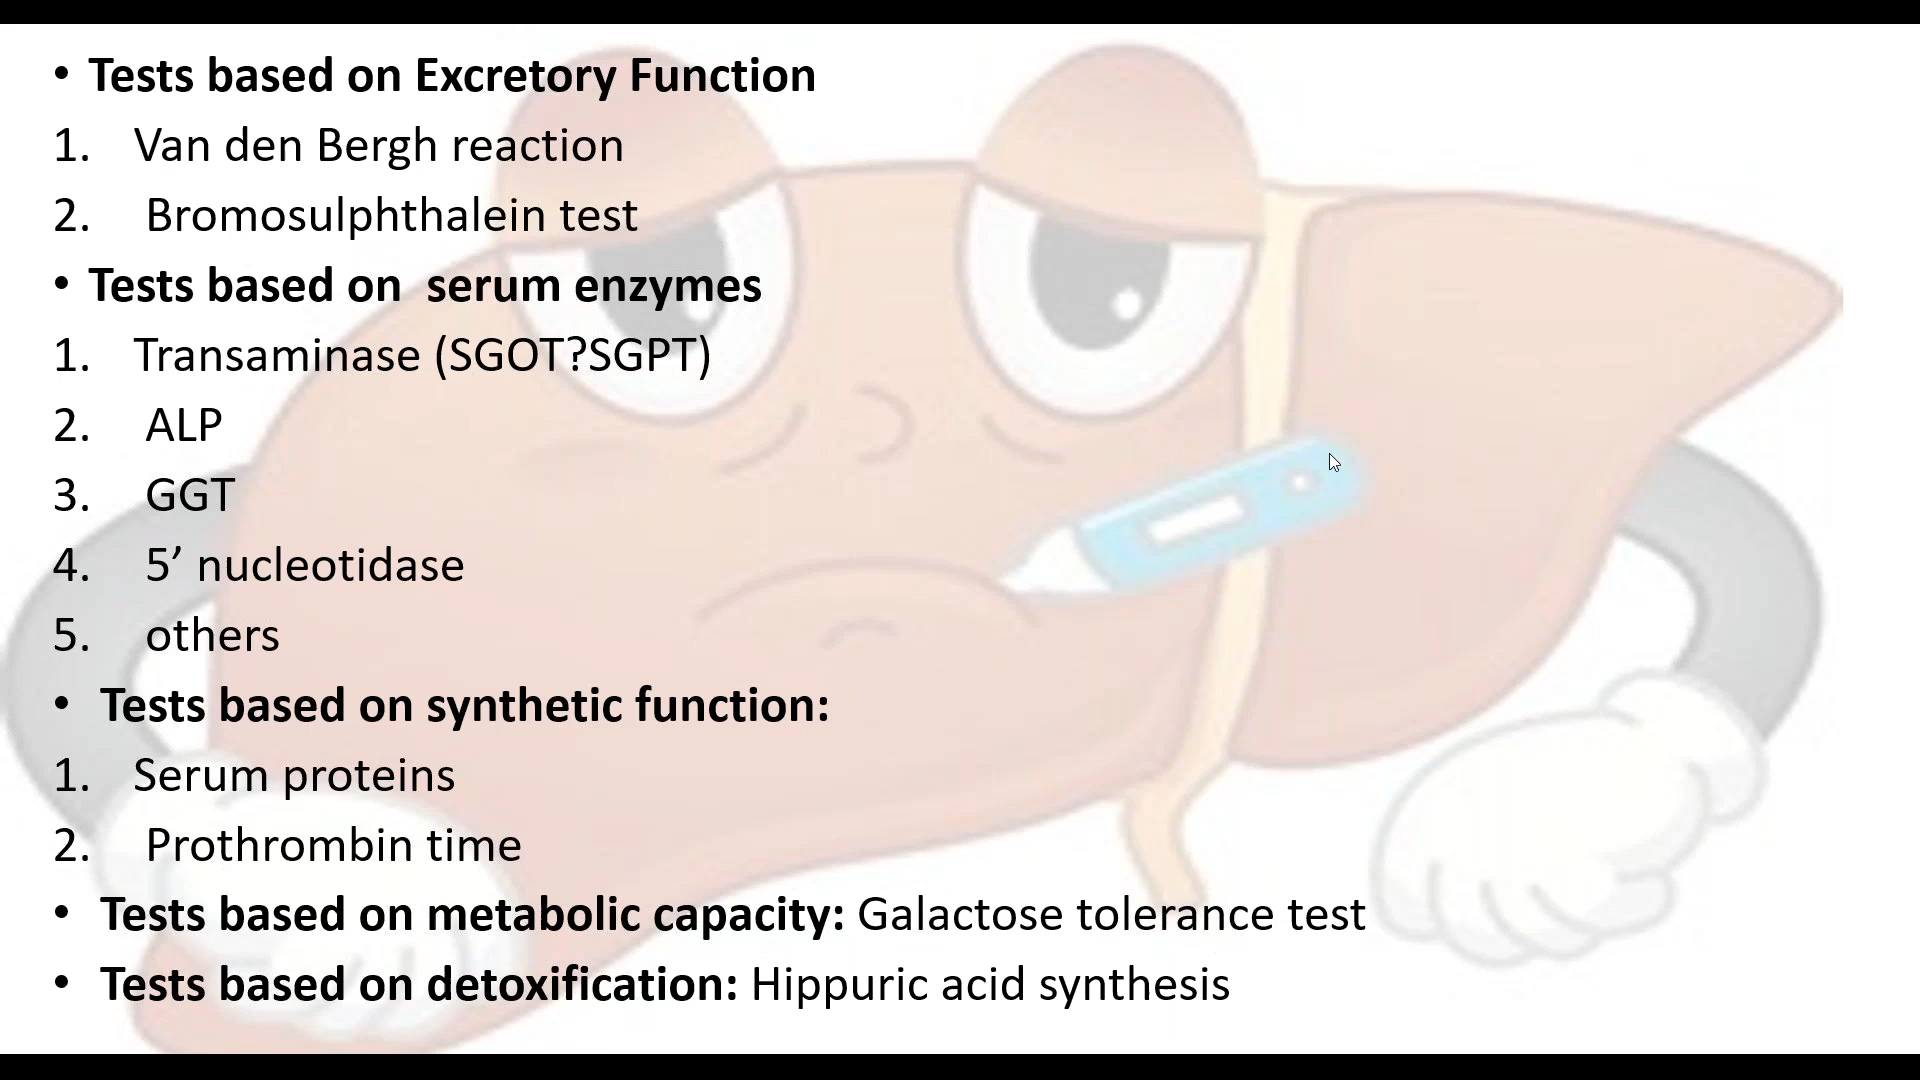 • Tests based on Excretory Function
1. Van den Bergh reaction
2. Bromosulphthalein test
• Tests based on serum enzymes
1. Transaminase (SGOT?SGPT)
2. ALP
3. GGT
4. 5’ nucleotidase
5. others
• Tests based on synthetic function:
1. Serum proteins
2. Prothrombin time
• Tests based on metabolic capacity: Galactose tolerance test
• Tests based on detoxification: Hippuric acid synthesis